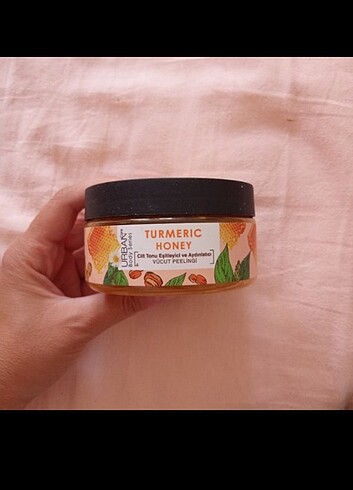 URBAN
Body Series
TURMERIC
HONEY
Cilt Tonu Eşitleyici ve Aydınlatıcı
VÜCUT PEELİNGİ